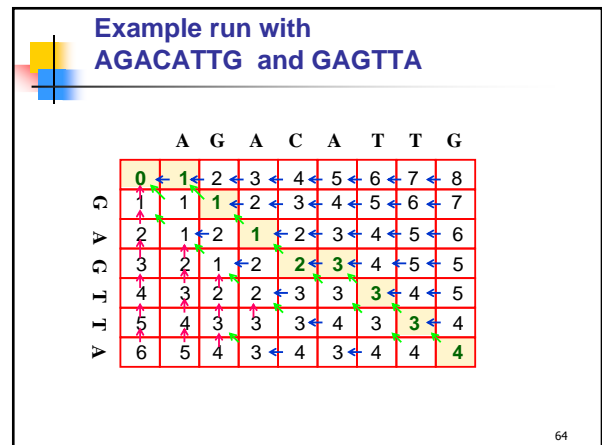 Example run with
AGACATTG and GAGTTA
A G A C A T T G
0 1 2 3 4 5 6 7 8
G 1 1 1 2 3 4 5 6 7
A 2 1 2 1 2 3 4 5 6
G 3 2 1 2 2 3 4 5 5
T 4 3 2 2 3 3 3 4 5
T 5 4 3 3 3 4 3 3 4
A 6 5 4 3 4 3 4 4 4
64